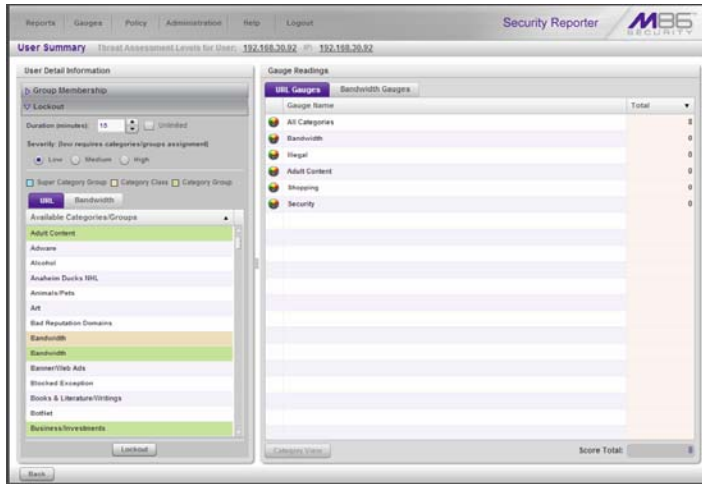 Reports Gauges Policy Administration Help Logout
Security Reporter
M86 SECURITY
User Summary Threat Assessment Levels for User: 192.168.30.92 IP: 192.168.30.92
User Detail Information
Group Membership
Lockout
Duration (minutes): 10 Unlimited
Severity: (low requires categories/groups assignment)
Low Medium High
Super Category Group Category Class Category Group
URL Bandwidth
Available Categories/Groups
Adult Content
Adware
Alcohol
Anaheim Ducks NHL
Animals/Pets
Art
Bad Reputation Domains
Bandwidth
Bandwidth
Banner/Web Ads
Blocked Exception
Books & Literature/Writings
BotNet
Business/Investments
Lockout
Gauge Readings
URL Gauges Bandwidth Gauges
Gauge Name Total
All Categories 8
Bandwidth 0
Illegal 0
Adult Content 0
Shopping 0
Security 0
Category View
Score Total: 8
Back